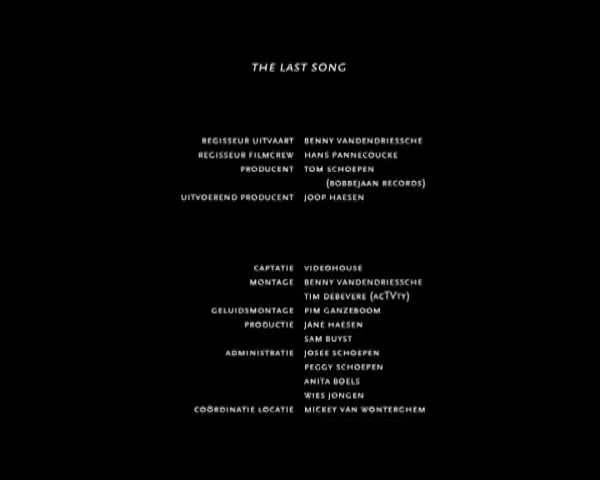 THE LAST SONG
REGISSEUR UITVAART BENNY VANDENDRIESSCHE
REGISSEUR FILMCREW HANS PANNECOUCKE
PRODUCENT TOM SCHOEPEN
(BOBBEJAAN RECORDS)
UITVOEREND PRODUCENT JOOP HAESEN
CAPTATIE VIDEOHOUSE
MONTAGE BENNY VANDENDRIESSCHE
TIM DEBEVERE (ACTVTY)
GELUIDSMONTAGE PIM GANZEBOOM
PRODUCTIE JANE HAESEN
SAM BUYST
ADMINISTRATIE JOSEE SCHOEPEN
PEGGY SCHOEPEN
ANITA BOELS
WIES JONGEN
COÖRDINATIE LOCATIE MICKEY VAN WONTERGHEM